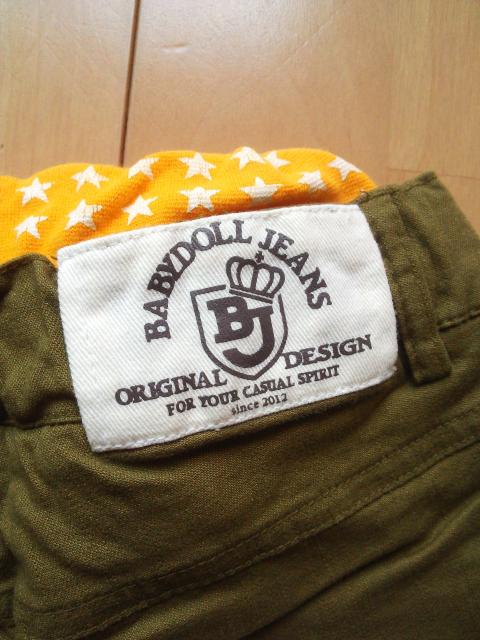 BABYDOLL JEANS
BJ
ORIGINAL DESIGN
FOR YOUR CASUAL SPIRIT
since 2012